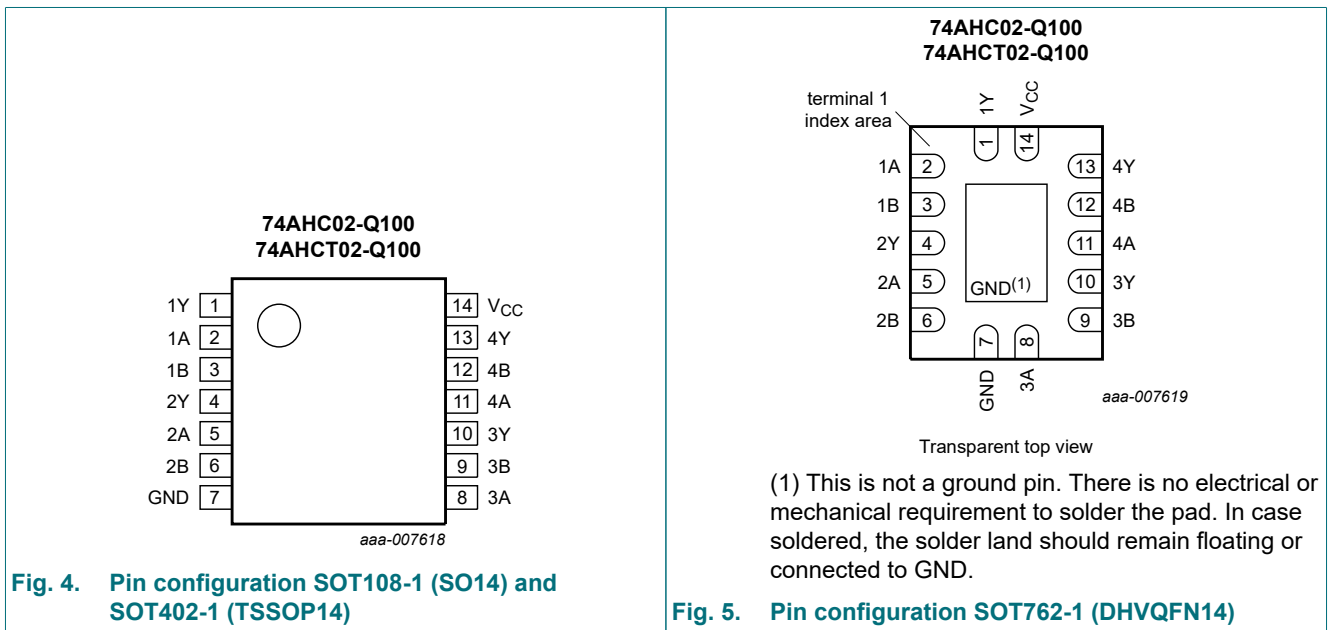 74AHC02-Q100
74AHCT02-Q100
1Y 1
1A 2
1B 3
2Y 4
2A 5
2B 6
GND 7
14 VCC
13 4Y
12 4B
11 4A
10 3Y
9 3B
8 3A
aaa-007618
Fig. 4. Pin configuration SOT108-1 (SO14) and
SOT402-1 (TSSOP14)
74AHC02-Q100
74AHCT02-Q100
terminal 1
index area
1Y
VCC
1
14
1A 2
1B 3
2Y 4
2A 5
2B 6
13 4Y
12 4B
11 4A
10 3Y
9 3B
GND(1)
7
8
GND
3A
aaa-007619
Transparent top view
(1) This is not a ground pin. There is no electrical or
mechanical requirement to solder the pad. In case
soldered, the solder land should remain floating or
connected to GND.
Fig. 5. Pin configuration SOT762-1 (DHVQFN14)